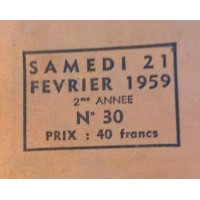 SAMEDI 21
FEVRIER 1959
2me ANNEE
N° 30
PRIX : 40 francs